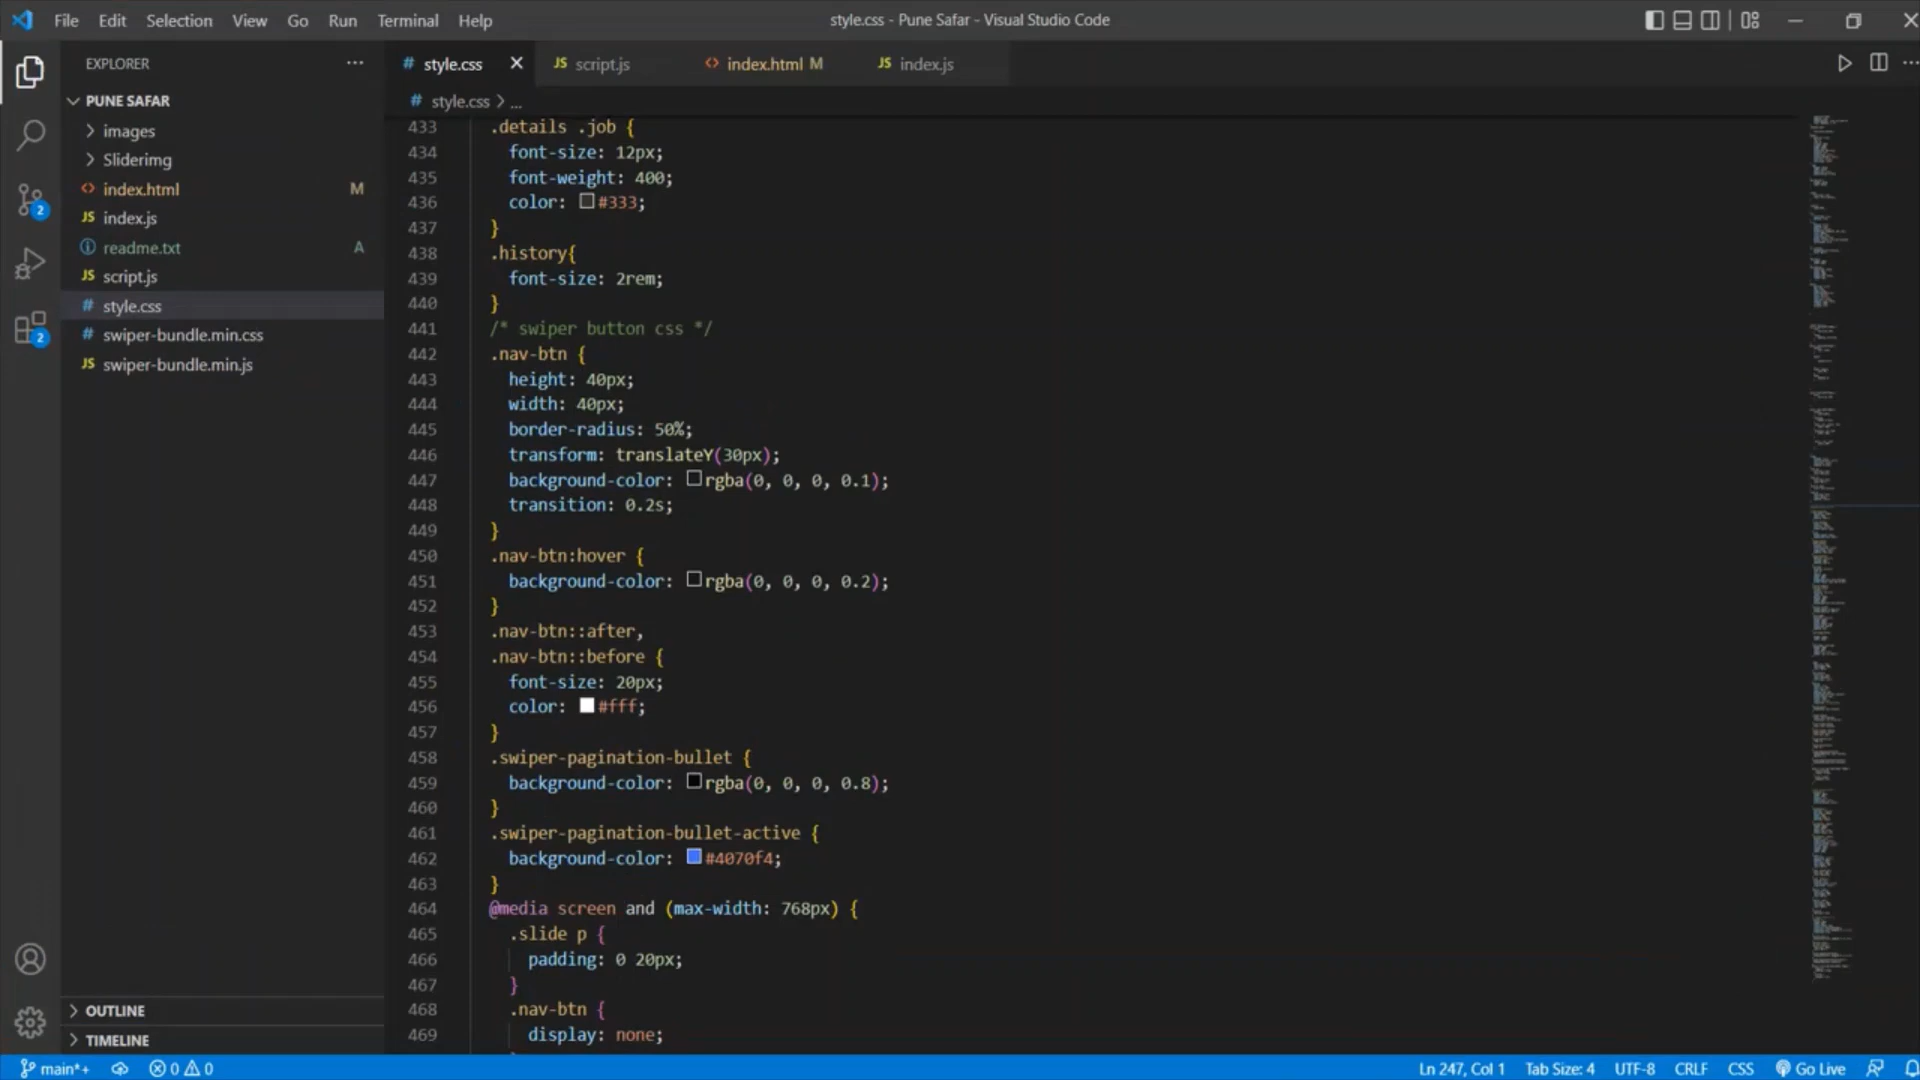 File Edit Selection View Go Run Terminal Help
style.css - Pune Safar - Visual Studio Code
EXPLORER
PUNE SAFAR
images
Sliderimg
index.html M
index.js
readme.txt A
script.js
style.css
swiper-bundle.min.css
swiper-bundle.min.js
OUTLINE
TIMELINE
2
2
# style.css
JS script.js
index.html M
JS index.js
# style.css > ...
433 .details .job {
434 font-size: 12px;
435 font-weight: 400;
436 color: #333;
437 }
438 .history{
439 font-size: 2rem;
440 }
441 /* swiper button css */
442 .nav-btn {
443 height: 40px;
444 width: 40px;
445 border-radius: 50%;
446 transform: translateY(30px);
447 background-color: rgba(0, 0, 0, 0.1);
448 transition: 0.2s;
449 }
450 .nav-btn:hover {
451 background-color: rgba(0, 0, 0, 0.2);
452 }
453 .nav-btn::after,
454 .nav-btn::before {
455 font-size: 20px;
456 color: #fff;
457 }
458 .swiper-pagination-bullet {
459 background-color: rgba(0, 0, 0, 0.8);
460 }
461 .swiper-pagination-bullet-active {
462 background-color: #4070f4;
463 }
464 @media screen and (max-width: 768px) {
465 .slide p {
466 padding: 0 20px;
467 }
468 .nav-btn {
469 display: none;
main*+ 0 0 Ln 247, Col 1 Tab Size: 4 UTF-8 CRLF CSS Go Live